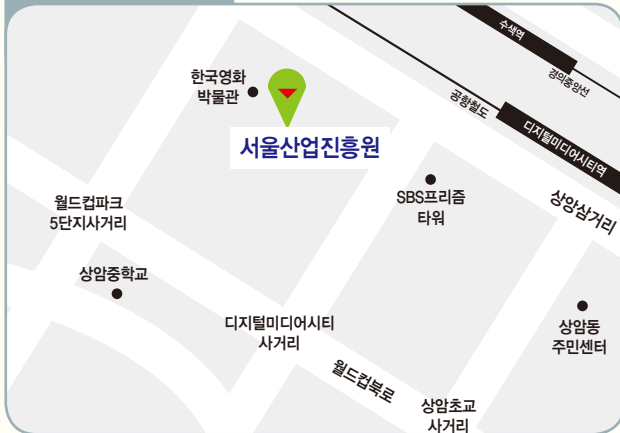 수색역
경의중앙선
공항철도
디지털미디어시티역
한국영화
박물관
서울산업진흥원
SBS프리즘
타워
상암삼거리
월드컵파크
5단지사거리
상암중학교
디지털미디어시티
사거리
상암동
주민센터
월드컵북로
상암초교
사거리